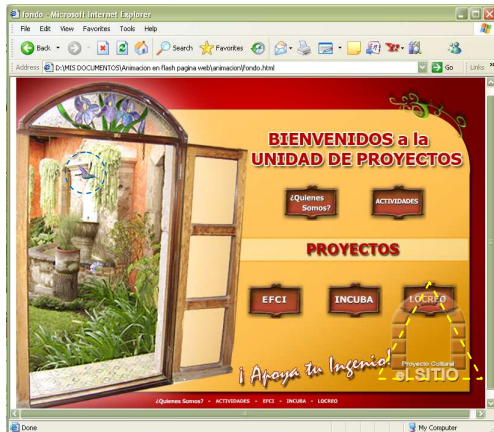 fondo - Microsoft Internet Explorer
File Edit View Favorites Tools Help
Back Search Favorites
Address D:\MIS DOCUMENTOS\Animacion en flash pagina web\animacionl\fondo.html Go Links
BIENVENIDOS a la
UNIDAD DE PROYECTOS
¿Quienes
Somos?
ACTIVIDADES
PROYECTOS
EFCI INCUBA LOCREO
¡ Apoya tu Ingenio!
Proyecto Cultural
eL SITIO
¿Quienes Somos? - ACTIVIDADES - EFCI - INCUBA - LOCREO
Done My Computer